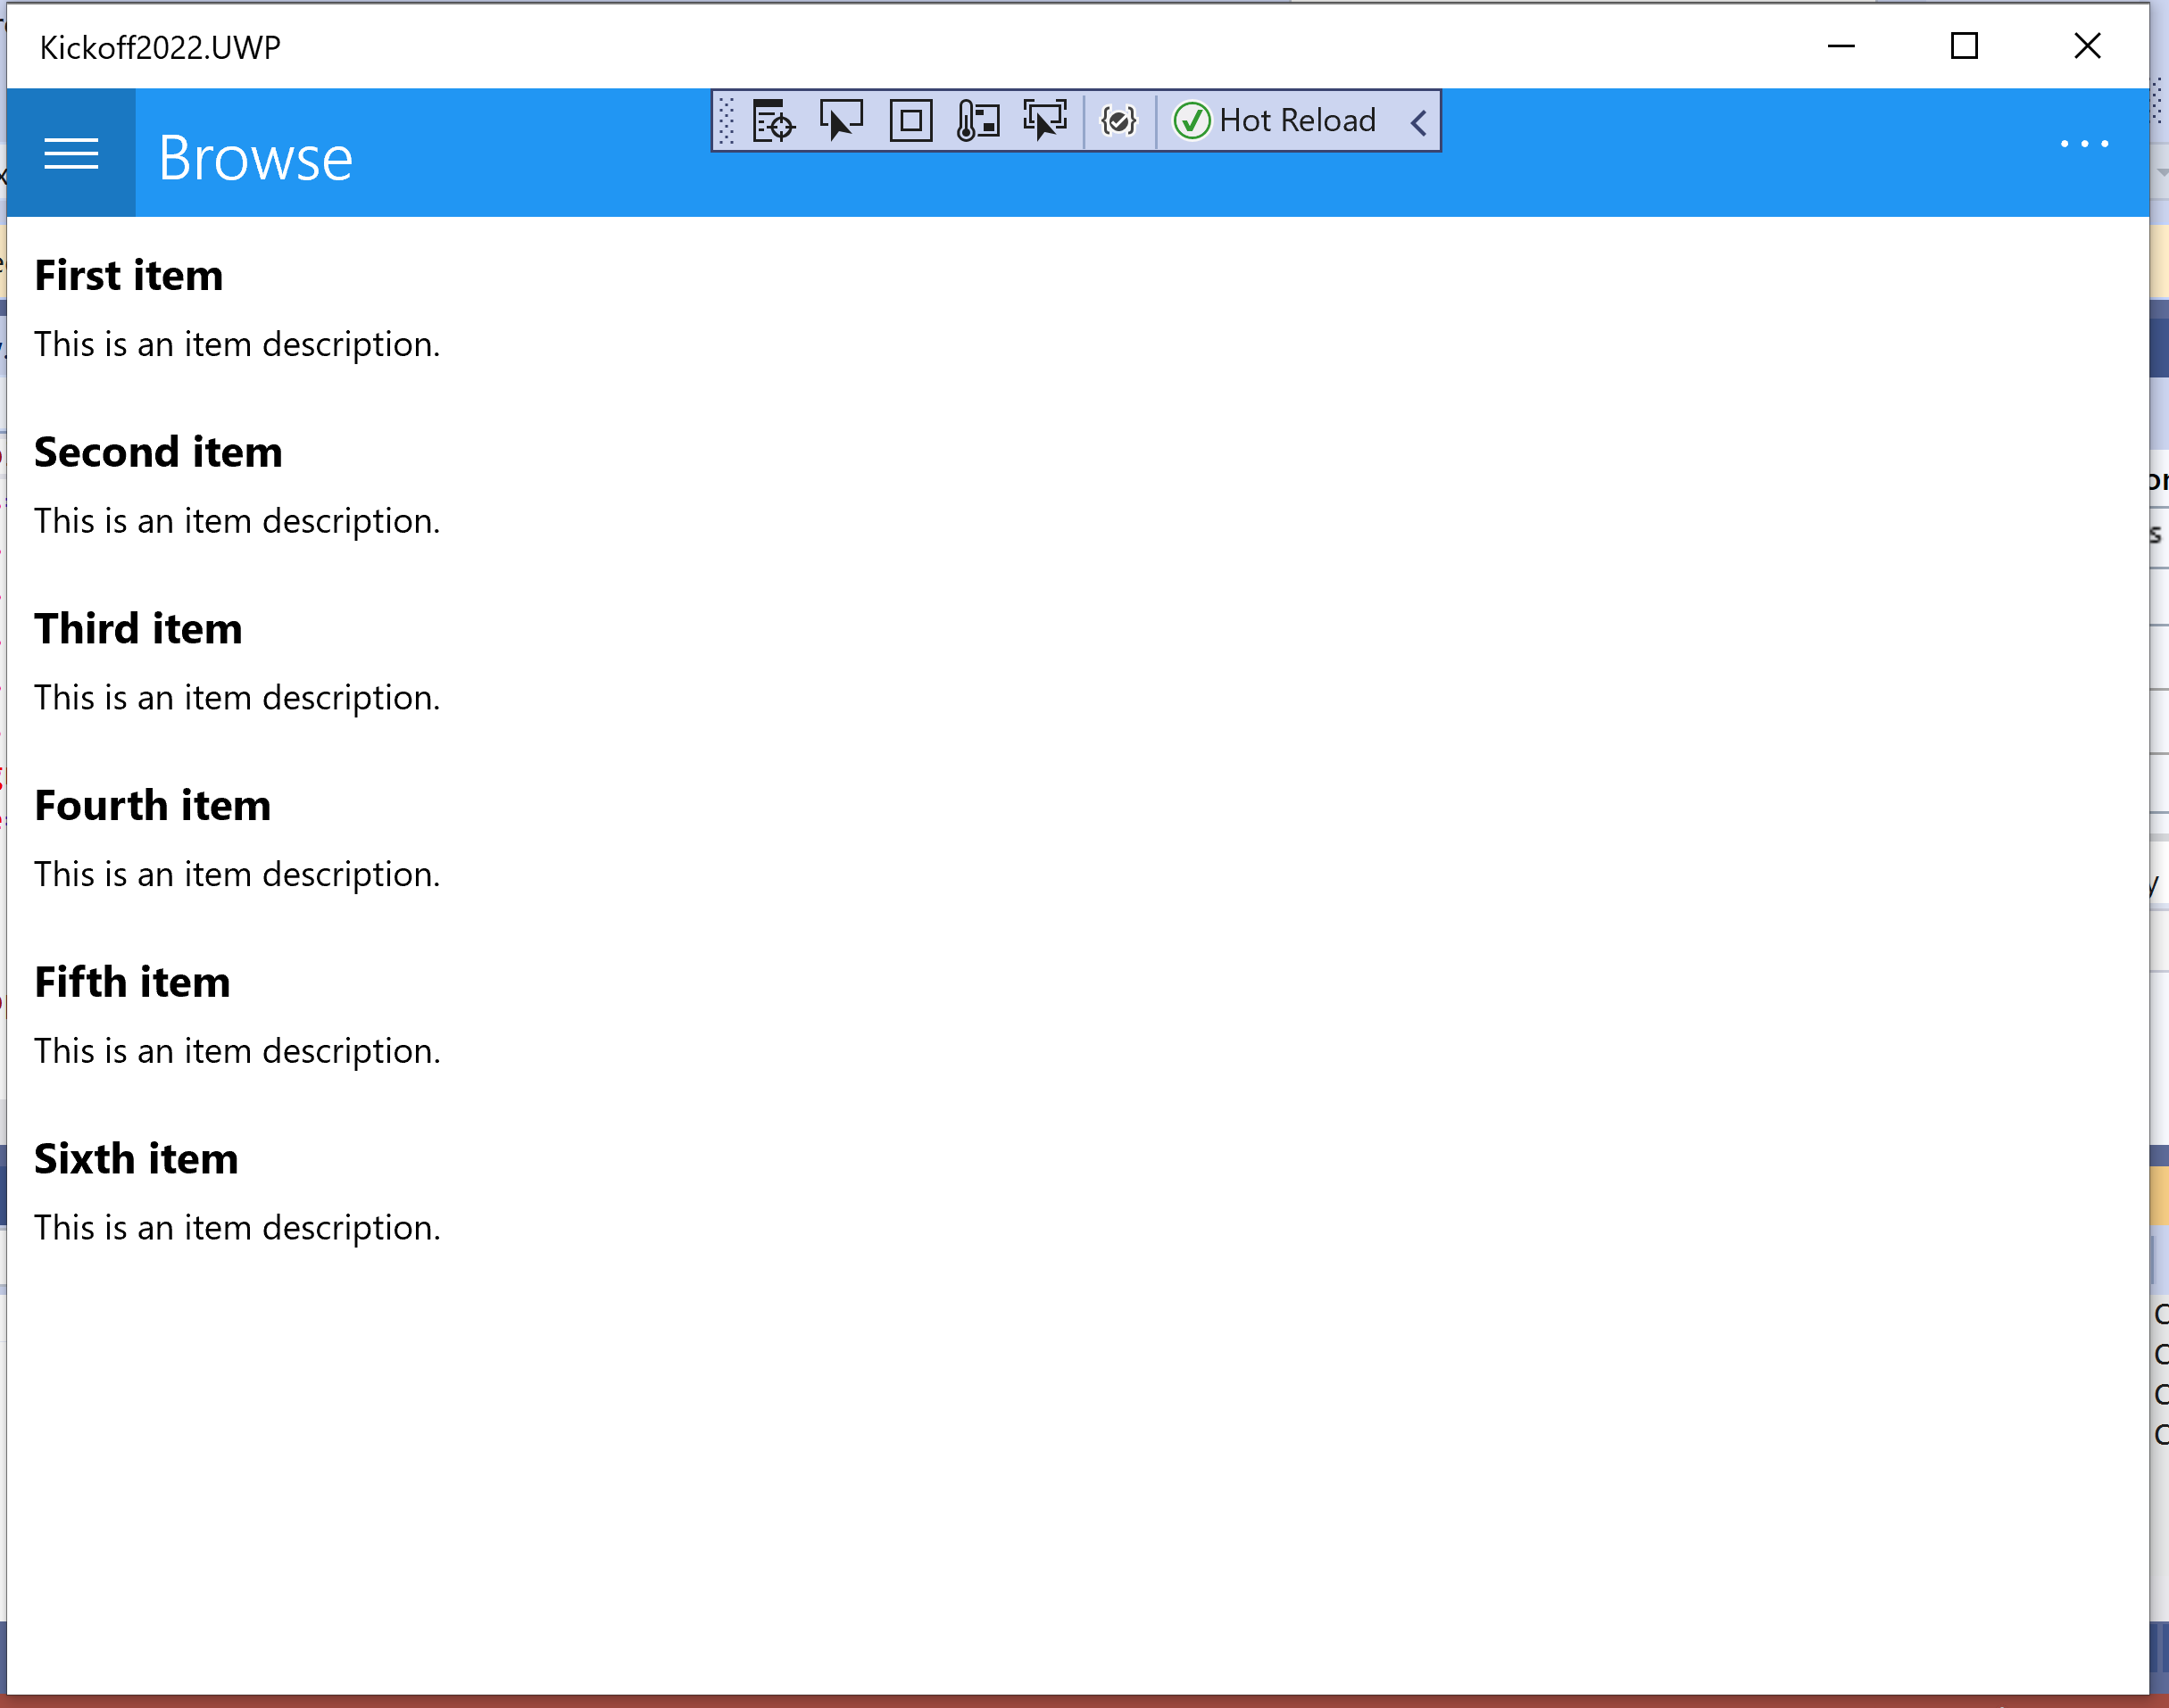 Kickoff2022.UWP
Hot Reload
Browse
First item
This is an item description.
Second item
This is an item description.
Third item
This is an item description.
Fourth item
This is an item description.
Fifth item
This is an item description.
Sixth item
This is an item description.